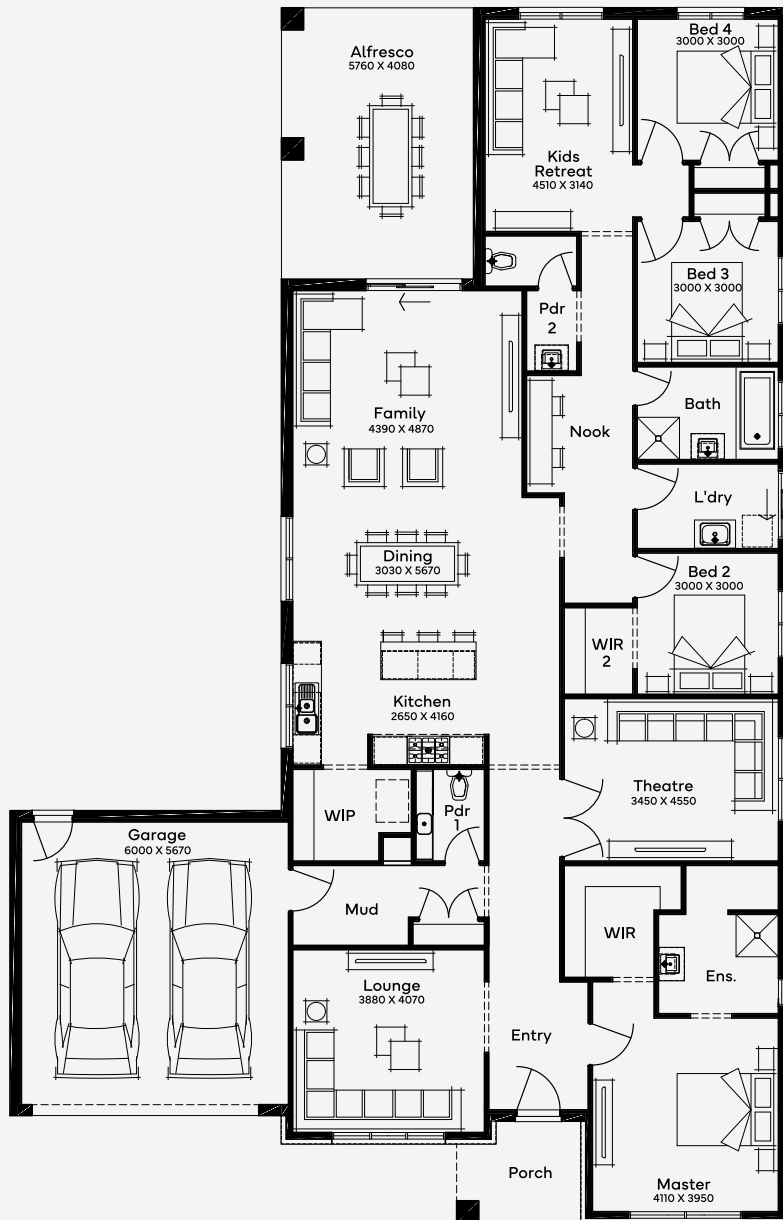 Alfresco
5760 X 4080
Bed 4
3000 X 3000
Kids
Retreat
4510 X 3140
Bed 3
3000 X 3000
Pdr
2
Family
4390 X 4870
Nook
Bath
L'dry
Dining
3030 X 5670
Bed 2
3000 X 3000
WIR
2
Kitchen
2650 X 4160
Theatre
3450 X 4550
WIP
Pdr
1
Garage
6000 X 5670
Mud
WIR
Ens.
Lounge
3880 X 4070
Entry
Porch
Master
4110 X 3950